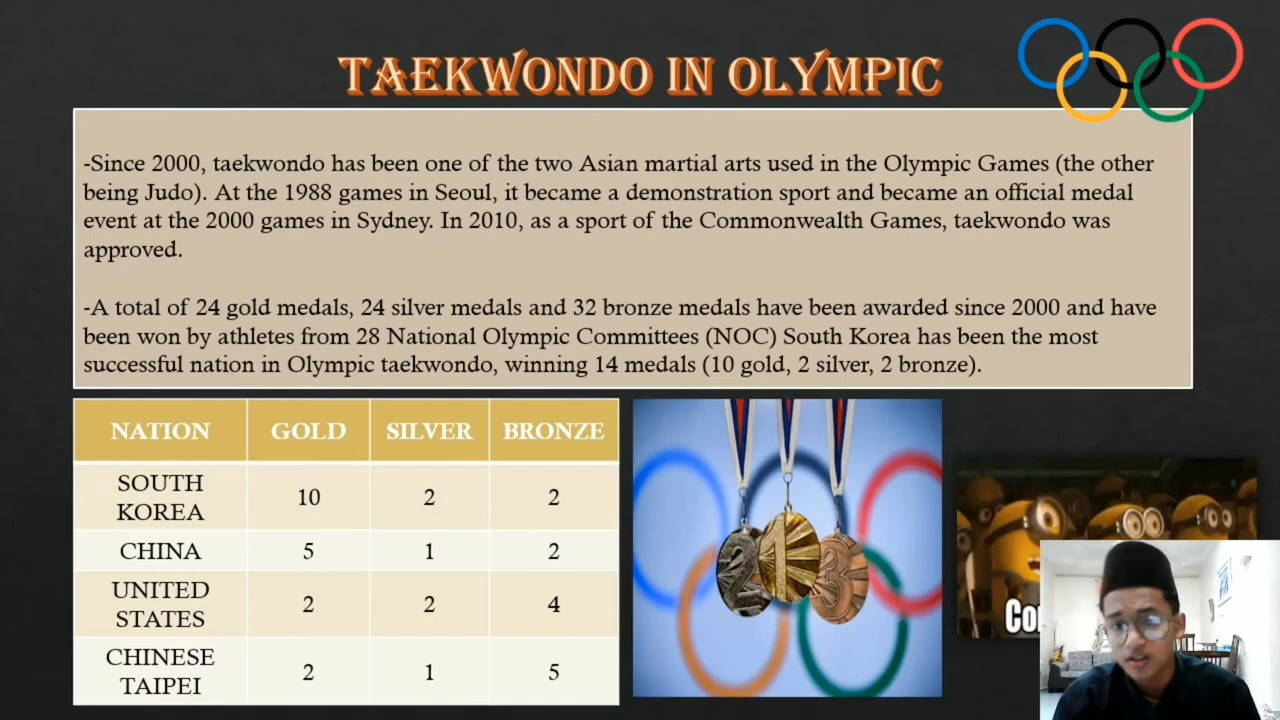 TAEKWONDO IN OLYMPIC
-Since 2000, taekwondo has been one of the two Asian martial arts used in the Olympic Games (the other
being Judo). At the 1988 games in Seoul, it became a demonstration sport and became an official medal
event at the 2000 games in Sydney. In 2010, as a sport of the Commonwealth Games, taekwondo was
approved.
-A total of 24 gold medals, 24 silver medals and 32 bronze medals have been awarded since 2000 and have
been won by athletes from 28 National Olympic Committees (NOC) South Korea has been the most
successful nation in Olympic taekwondo, winning 14 medals (10 gold, 2 silver, 2 bronze).
NATION GOLD SILVER BRONZE
SOUTH
KOREA 10 2 2
CHINA 5 1 2
UNITED
STATES 2 2 4
CHINESE
TAIPEI 2 1 5
2 1 3